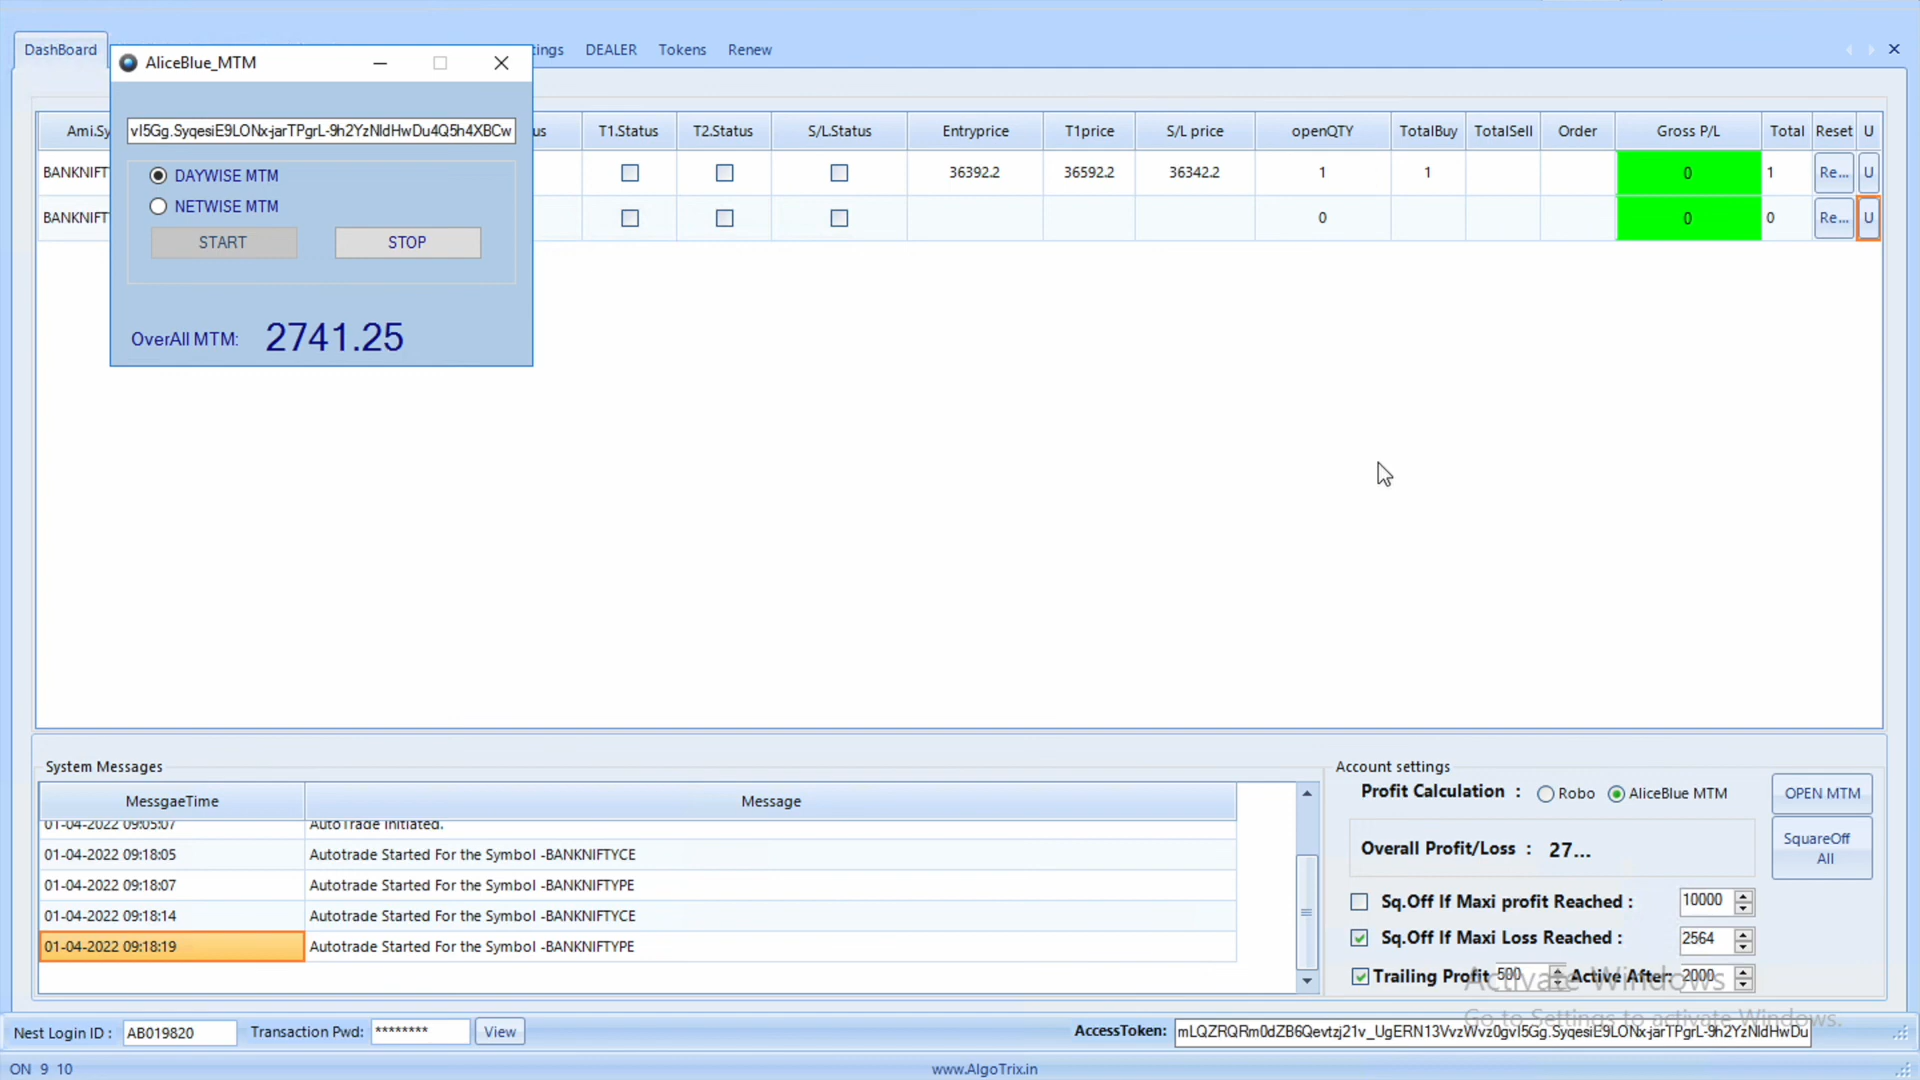 DashBoard
AliceBlue_MTM
tings
DEALER
Tokens
Renew
Ami.Sy
us
T1.Status
T2.Status
S/L.Status
Entryprice
T1price
S/L price
openQTY
TotalBuy
TotalSell
Order
Gross P/L
Total
Reset
U
vI5Gg.SyqesiE9LONx-jarTPgrL-9h2YzNIdHwDu4Q5h4XBCw
BANKNIFT
36392.2
36592.2
36342.2
1
1
0
1
Re...
U
BANKNIFT
0
0
0
Re...
U
DAYWISE MTM
NETWISE MTM
START
STOP
OverAll MTM:
2741.25
System Messages
MessgaeTime
Message
01-04-2022 09:05:07
AutoTrade Initiated.
01-04-2022 09:18:05
Autotrade Started For the Symbol -BANKNIFTYCE
01-04-2022 09:18:07
Autotrade Started For the Symbol -BANKNIFTYPE
01-04-2022 09:18:14
Autotrade Started For the Symbol -BANKNIFTYCE
01-04-2022 09:18:19
Autotrade Started For the Symbol -BANKNIFTYPE
Account settings
Profit Calculation :
Robo
AliceBlue MTM
OPEN MTM
Overall Profit/Loss :
27...
SquareOff
All
Sq.Off If Maxi profit Reached :
10000
Sq.Off If Maxi Loss Reached :
2564
Trailing Profit
500
Active After:
2000
Activate Windows
Go to Settings to activate Windows.
Nest Login ID :
AB019820
Transaction Pwd:
********
View
AccessToken:
mLQZRQRm0dZB6Qevtzj21v_UgERN13VvzWvz0gvI5Gg.SyqesiE9LONx-jarTPgrL-9h2YzNIdHwDu
ON 9 10
www.AlgoTrix.in